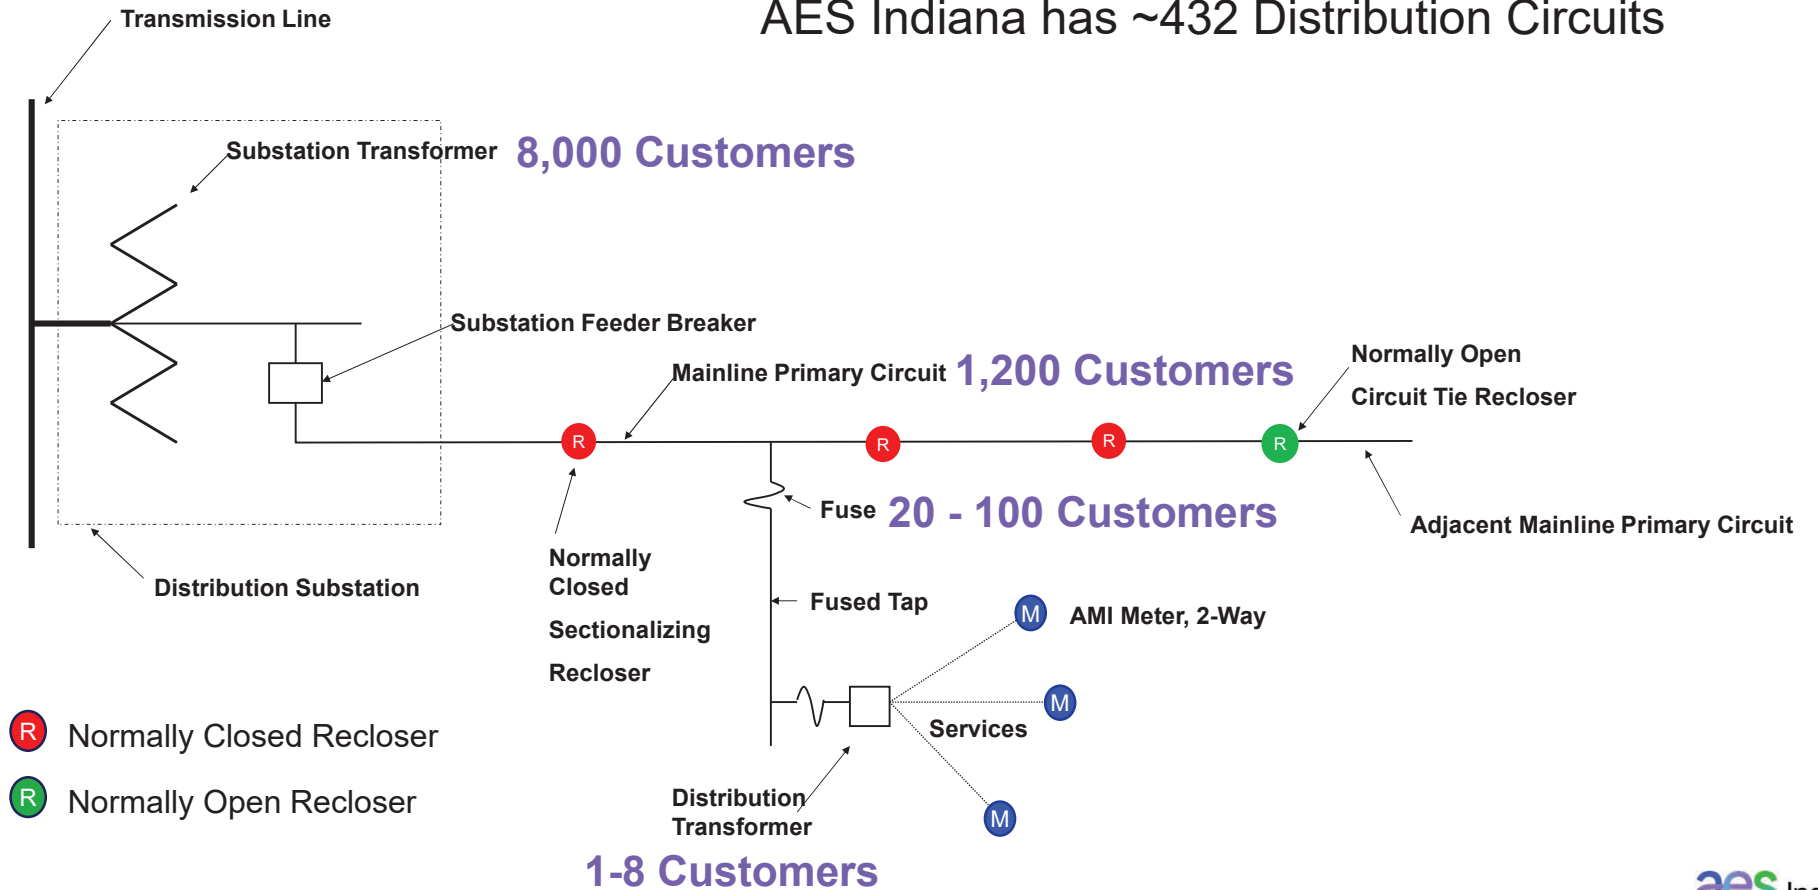 AES Indiana has ~432 Distribution Circuits
Transmission Line
Substation Transformer 8,000 Customers
Substation Feeder Breaker
Mainline Primary Circuit 1,200 Customers
Normally Open
Circuit Tie Recloser
R
R
R
R
Fuse 20 - 100 Customers
Adjacent Mainline Primary Circuit
Normally
Closed
Sectionalizing
Recloser
Distribution Substation
Fused Tap
M
AMI Meter, 2-Way
M
Services
M
R Normally Closed Recloser
R Normally Open Recloser
Distribution
Transformer
1-8 Customers
aes